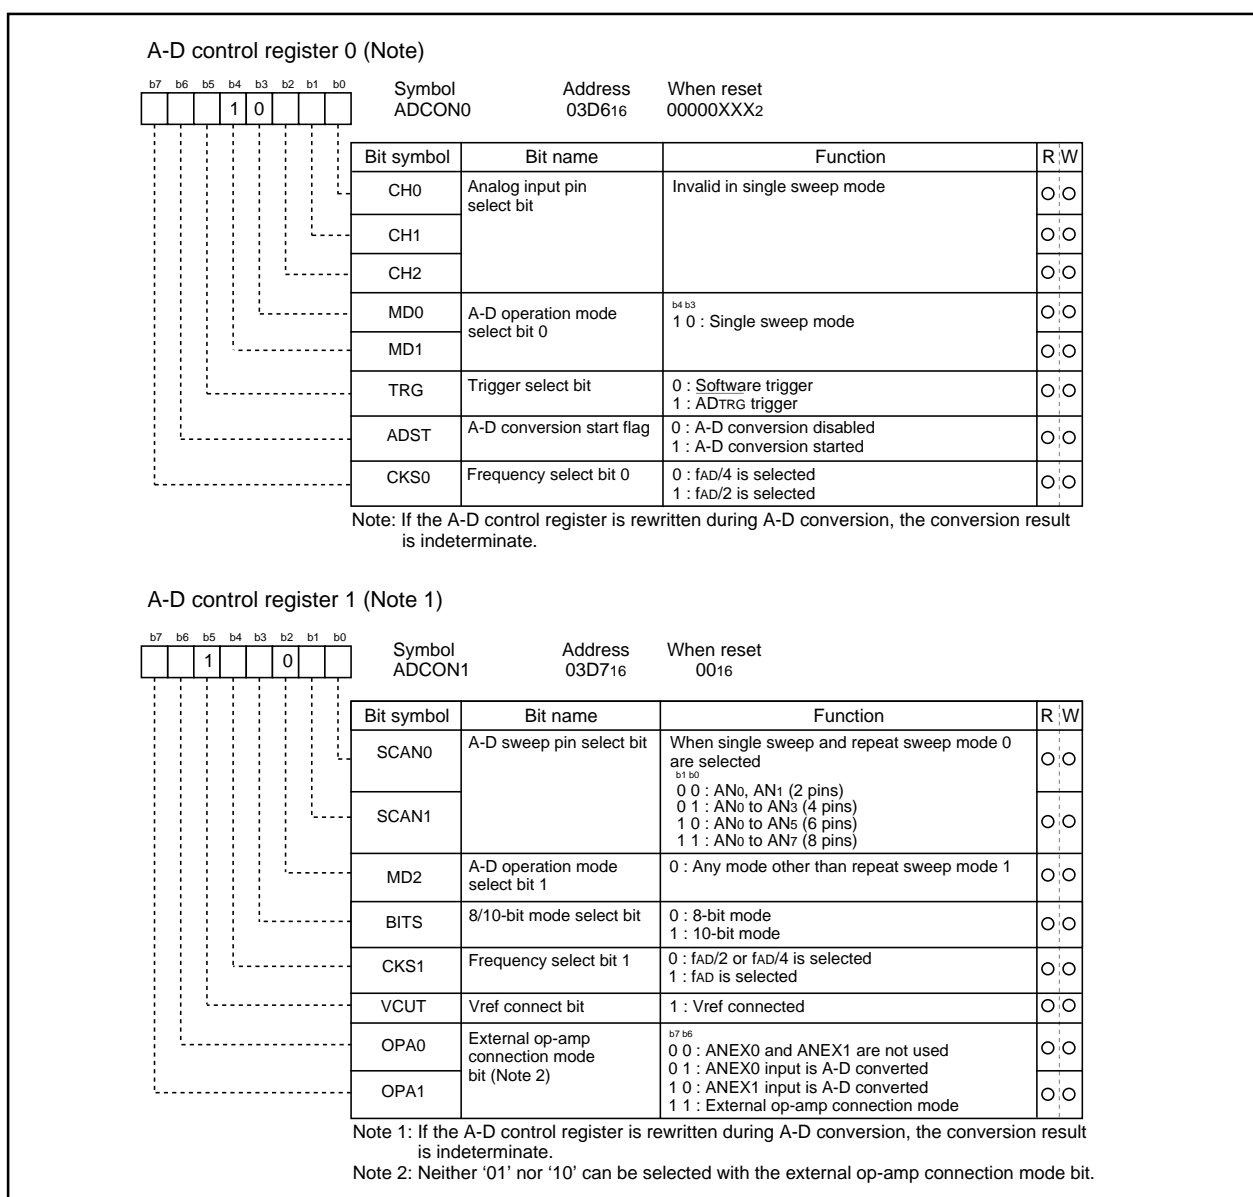 A-D control register 0 (Note)
b7 b6 b5 b4 b3 b2 b1 b0
1 0
Symbol Address When reset
ADCON0 03D616 00000XXX2
Bit symbol Bit name Function R W
CH0 Analog input pin Invalid in single sweep mode
select bit
CH1
CH2
MD0 A-D operation mode b4 b3
select bit 0 1 0 : Single sweep mode
MD1
TRG Trigger select bit 0 : Software trigger
1 : ADTRG trigger
ADST A-D conversion start flag 0 : A-D conversion disabled
1 : A-D conversion started
CKS0 Frequency select bit 0 0 : fAD/4 is selected
1 : fAD/2 is selected
Note: If the A-D control register is rewritten during A-D conversion, the conversion result
is indeterminate.
A-D control register 1 (Note 1)
b7 b6 b5 b4 b3 b2 b1 b0
1 0
Symbol Address When reset
ADCON1 03D716 0016
Bit symbol Bit name Function R W
SCAN0 A-D sweep pin select bit When single sweep and repeat sweep mode 0
are selected
b1 b0
0 0 : AN0, AN1 (2 pins)
0 1 : AN0 to AN3 (4 pins)
SCAN1 1 0 : AN0 to AN5 (6 pins)
1 1 : AN0 to AN7 (8 pins)
MD2 A-D operation mode 0 : Any mode other than repeat sweep mode 1
select bit 1
BITS 8/10-bit mode select bit 0 : 8-bit mode
1 : 10-bit mode
CKS1 Frequency select bit 1 0 : fAD/2 or fAD/4 is selected
1 : fAD is selected
VCUT Vref connect bit 1 : Vref connected
OPA0 External op-amp b7 b6
connection mode 0 0 : ANEX0 and ANEX1 are not used
bit (Note 2) 0 1 : ANEX0 input is A-D converted
OPA1 1 0 : ANEX1 input is A-D converted
1 1 : External op-amp connection mode
Note 1: If the A-D control register is rewritten during A-D conversion, the conversion result
is indeterminate.
Note 2: Neither ‘01’ nor ‘10’ can be selected with the external op-amp connection mode bit.